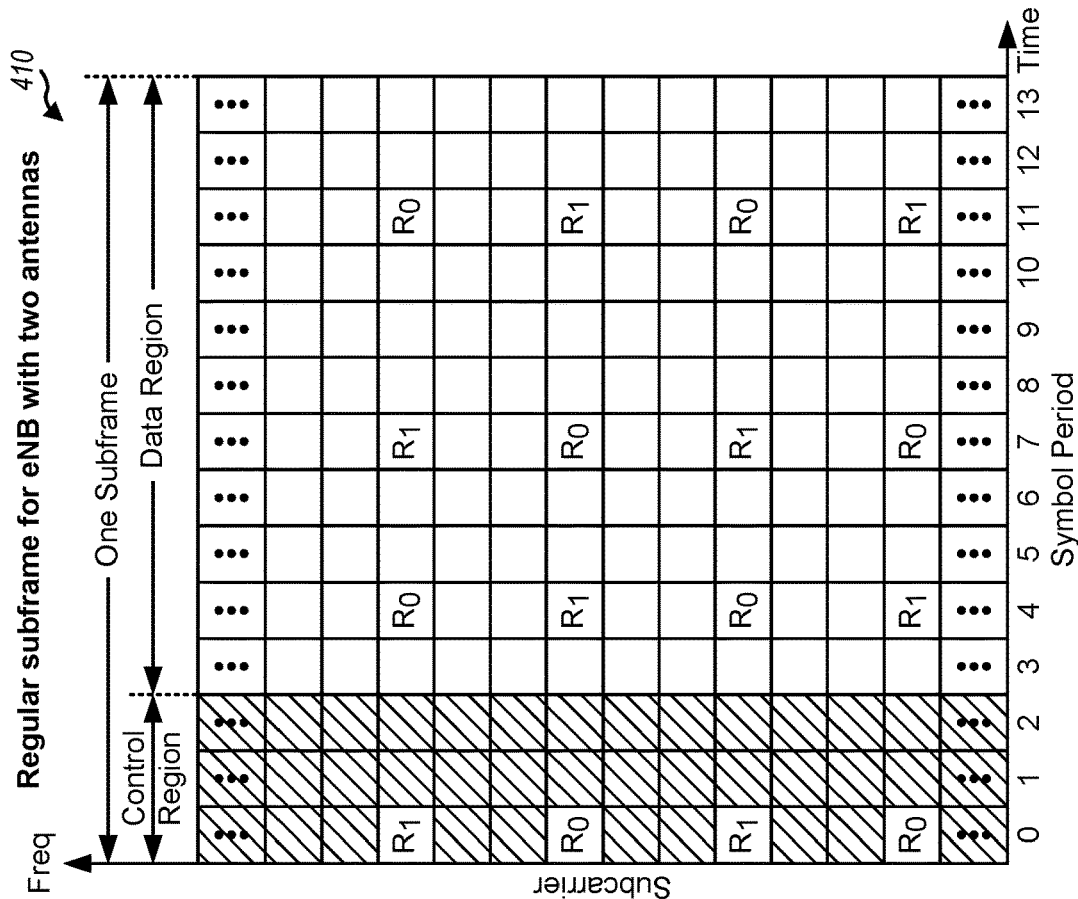 Regular subframe for eNB with two antennas 410
Freq
One Subframe
Control
Region
Data Region
Subcarrier
••• ••• ••• ••• ••• ••• ••• ••• ••• ••• ••• ••• ••• •••
R1 R0 R1 R0
R0 R1 R0 R1
R1 R0 R1 R0
R0 R1 R0 R1
••• ••• ••• ••• ••• ••• ••• ••• ••• ••• ••• ••• ••• •••
0 1 2 3 4 5 6 7 8 9 10 11 12 13 Time
Symbol Period